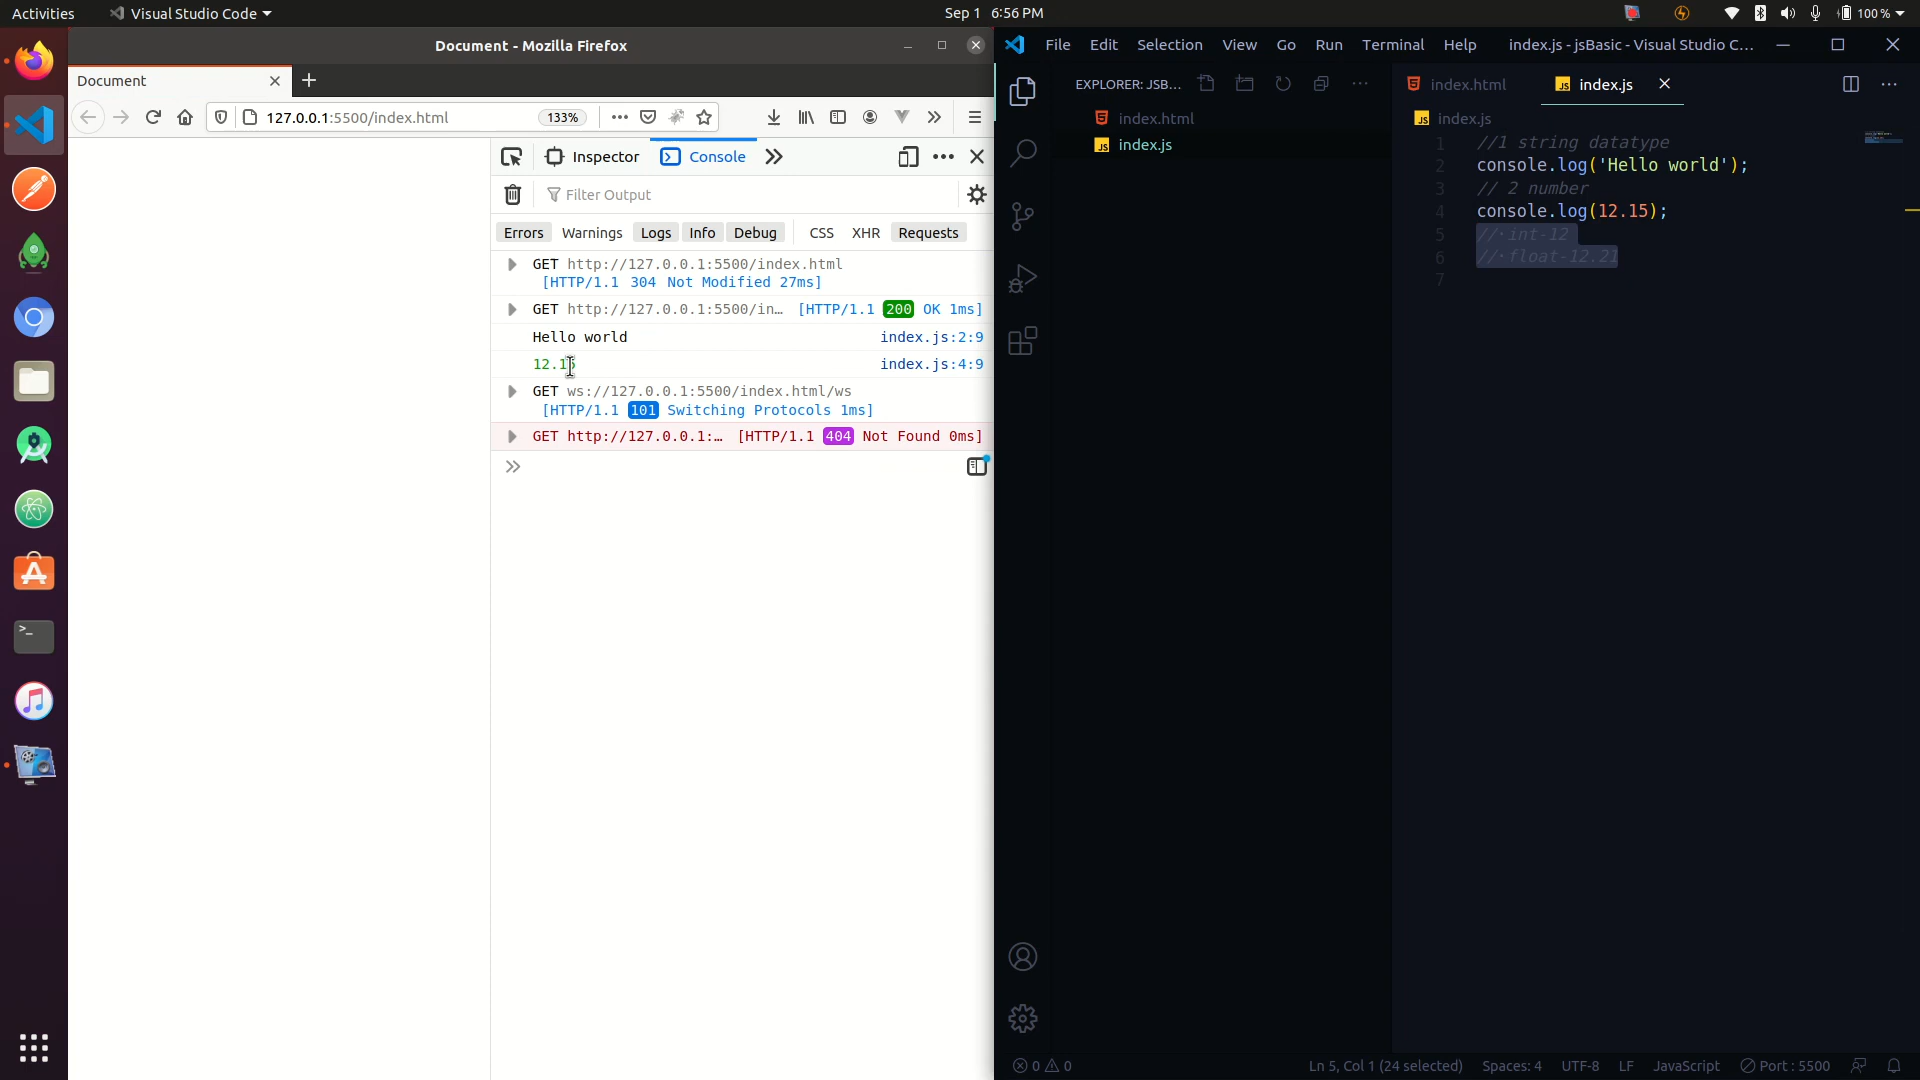 Activities
Visual Studio Code
Sep 1 6:56 PM
100 %
Document - Mozilla Firefox
Document
127.0.0.1:5500/index.html
133%
Inspector
Console
Filter Output
Errors Warnings Logs Info Debug CSS XHR Requests
GET http://127.0.0.1:5500/index.html
[HTTP/1.1 304 Not Modified 27ms]
GET http://127.0.0.1:5500/in… [HTTP/1.1 200 OK 1ms]
Hello world index.js:2:9
12.15 index.js:4:9
GET ws://127.0.0.1:5500/index.html/ws
[HTTP/1.1 101 Switching Protocols 1ms]
GET http://127.0.0.1:… [HTTP/1.1 404 Not Found 0ms]
File Edit Selection View Go Run Terminal Help
index.js - jsBasic - Visual Studio C...
EXPLORER: JSB...
index.html
index.js
index.html
index.js
index.js
1 //1 string datatype
2 console.log('Hello world');
3 // 2 number
4 console.log(12.15);
5 // int-12
6 // float-12.21
7
0 0
Ln 5, Col 1 (24 selected) Spaces: 4 UTF-8 LF JavaScript Port : 5500